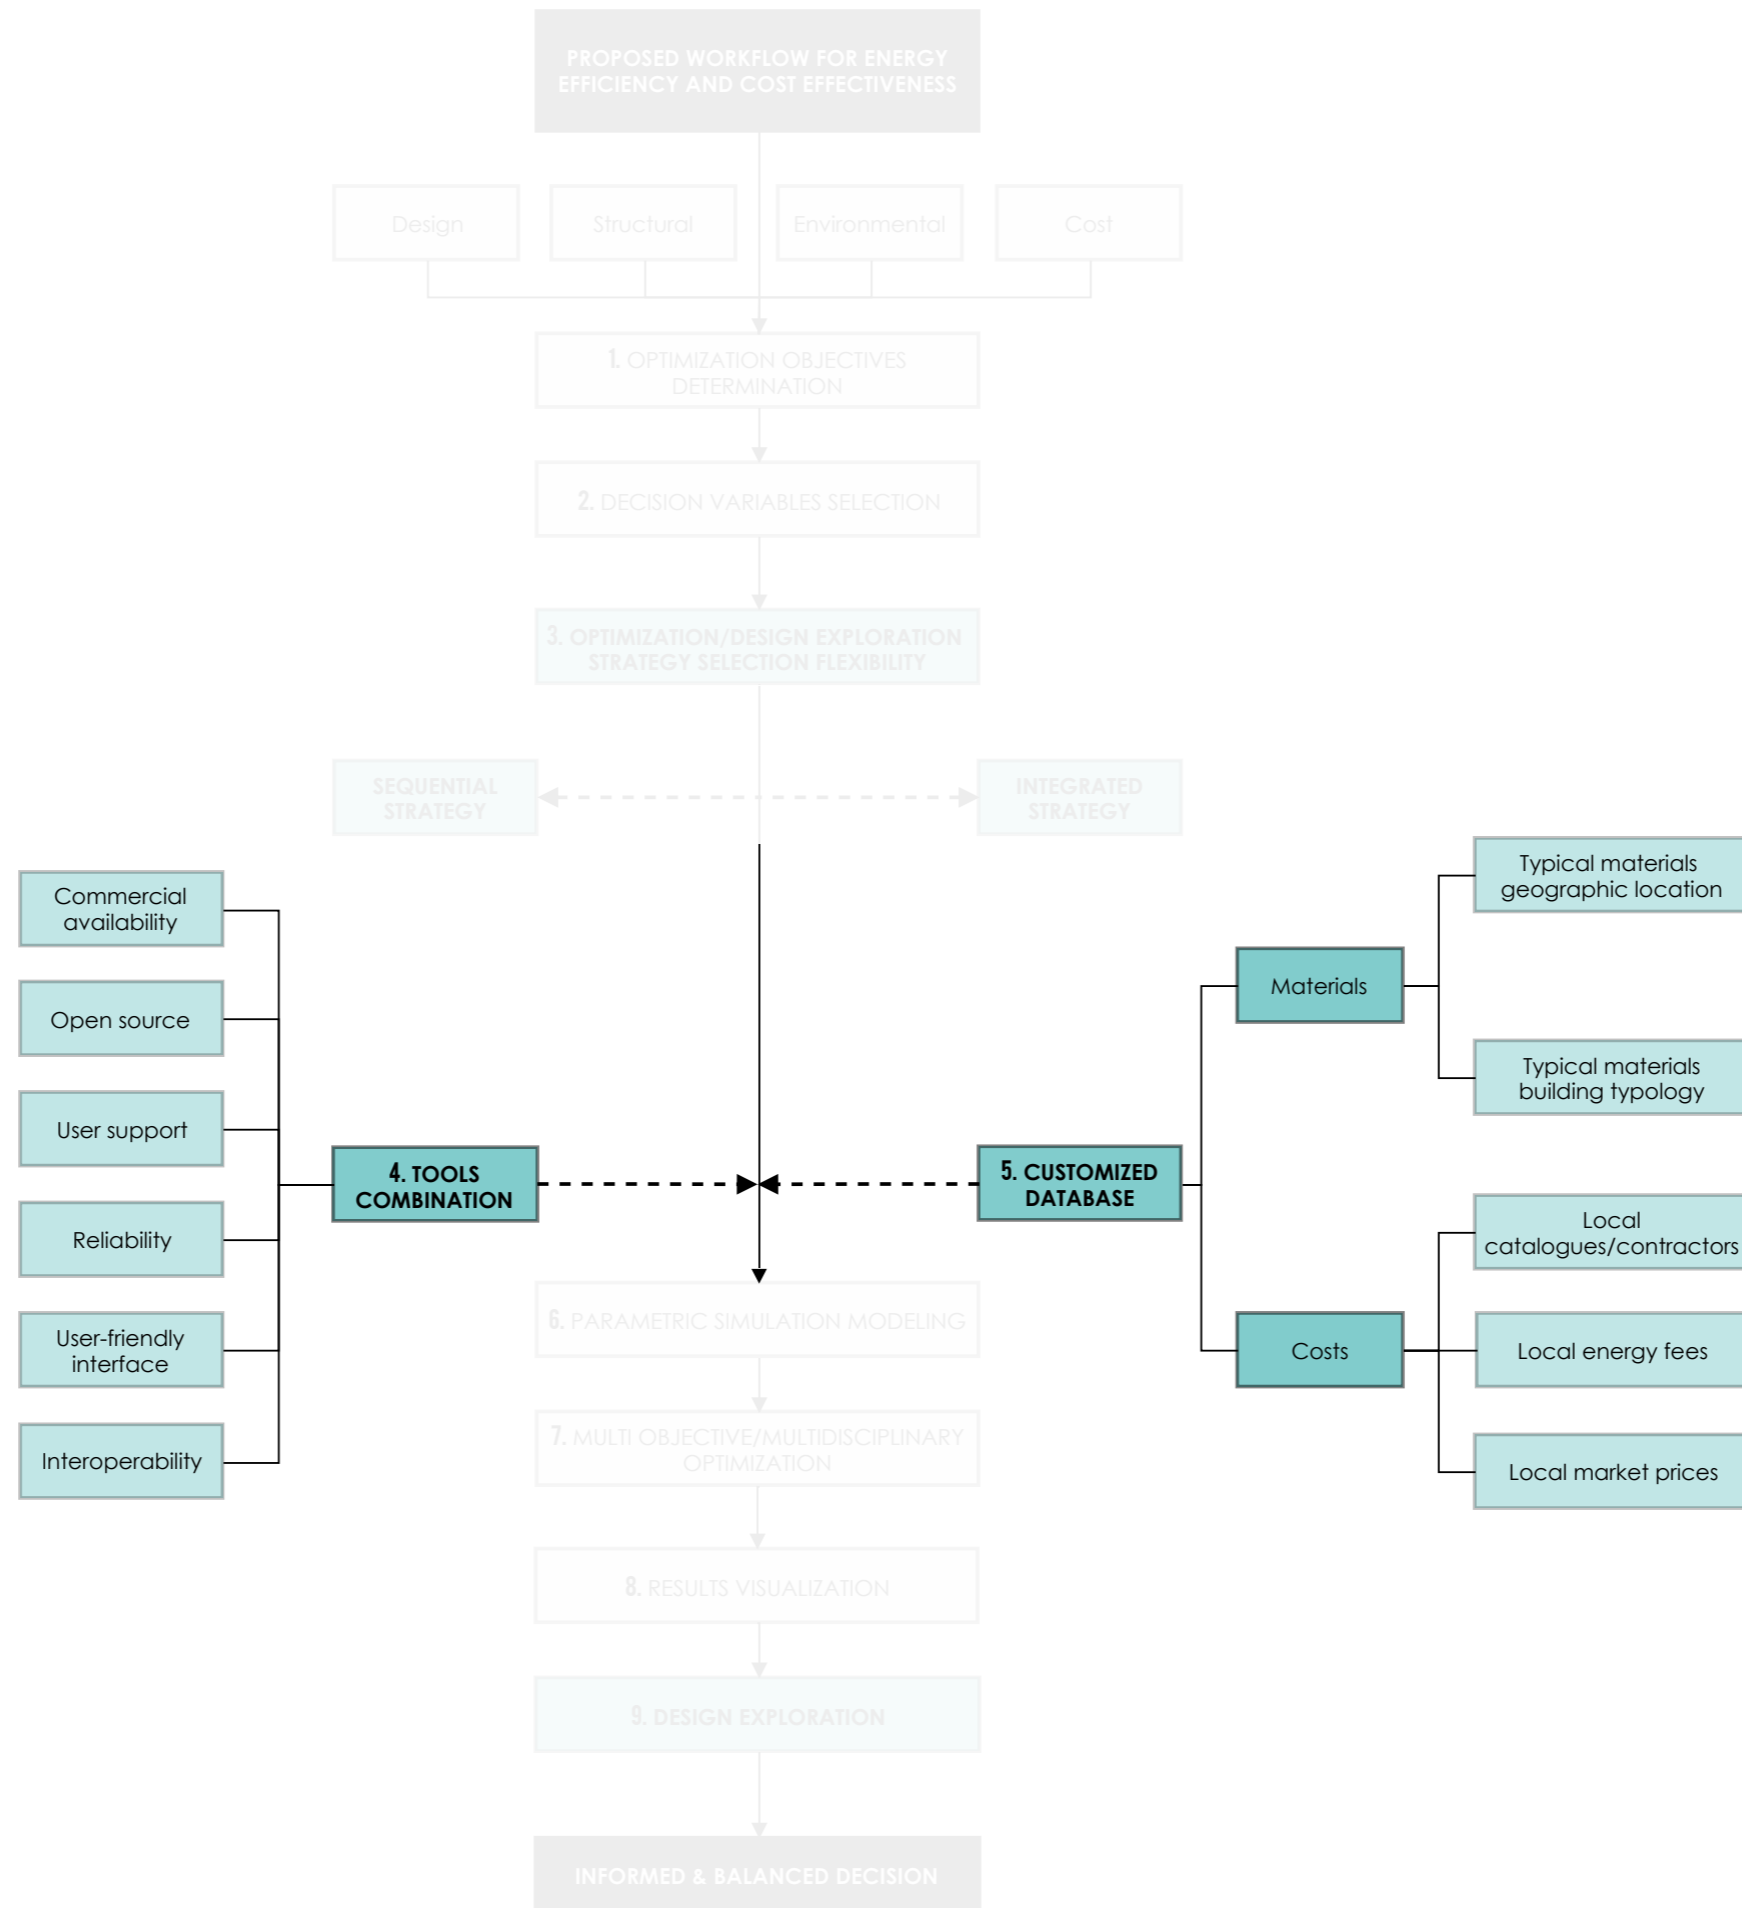 PROPOSED WORKFLOW FOR ENERGY
EFFICIENCY AND COST EFFECTIVENESS
Design
Structural
Environmental
Cost
1. OPTIMIZATION OBJECTIVES
DETERMINATION
2. DECISION VARIABLES SELECTION
3. OPTIMIZATION/DESIGN EXPLORATION
STRATEGY SELECTION FLEXIBILITY
SEQUENTIAL
STRATEGY
INTEGRATED
STRATEGY
Commercial
availability
Open source
User support
Reliability
User-friendly
interface
Interoperability
4. TOOLS
COMBINATION
5. CUSTOMIZED
DATABASE
Materials
Typical materials
geographic location
Typical materials
building typology
Costs
Local
catalogues/contractors
Local energy fees
Local market prices
6. PARAMETRIC SIMULATION MODELING
7. MULTI OBJECTIVE/MULTIDISCIPLINARY
OPTIMIZATION
8. RESULTS VISUALIZATION
9. DESIGN EXPLORATION
INFORMED & BALANCED DECISION